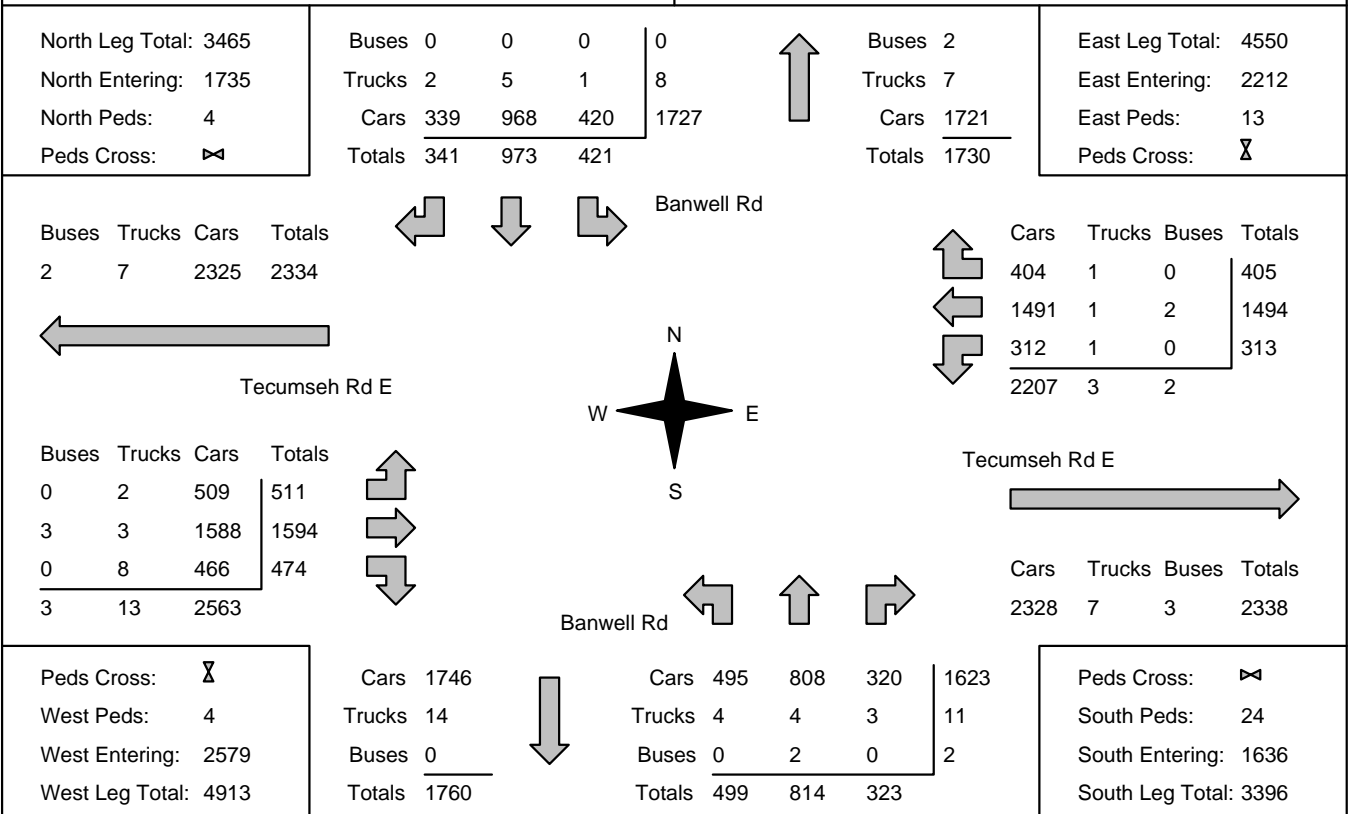 North Leg Total: 3465
North Entering: 1735
North Peds: 4
Peds Cross:
Buses 0 0 0 0
Trucks 2 5 1 8
Cars 339 968 420 1727
Totals 341 973 421
Buses 2
Trucks 7
Cars 1721
Totals 1730
East Leg Total: 4550
East Entering: 2212
East Peds: 13
Peds Cross:
Banwell Rd
Buses Trucks Cars Totals
2 7 2325 2334
Cars Trucks Buses Totals
404 1 0 405
1491 1 2 1494
312 1 0 313
2207 3 2
Tecumseh Rd E
N
W E
S
Buses Trucks Cars Totals
0 2 509 511
3 3 1588 1594
0 8 466 474
3 13 2563
Tecumseh Rd E
Cars Trucks Buses Totals
2328 7 3 2338
Banwell Rd
Peds Cross:
West Peds: 4
West Entering: 2579
West Leg Total: 4913
Cars 1746
Trucks 14
Buses 0
Totals 1760
Cars 495 808 320 1623
Trucks 4 4 3 11
Buses 0 2 0 2
Totals 499 814 323
Peds Cross:
South Peds: 24
South Entering: 1636
South Leg Total: 3396